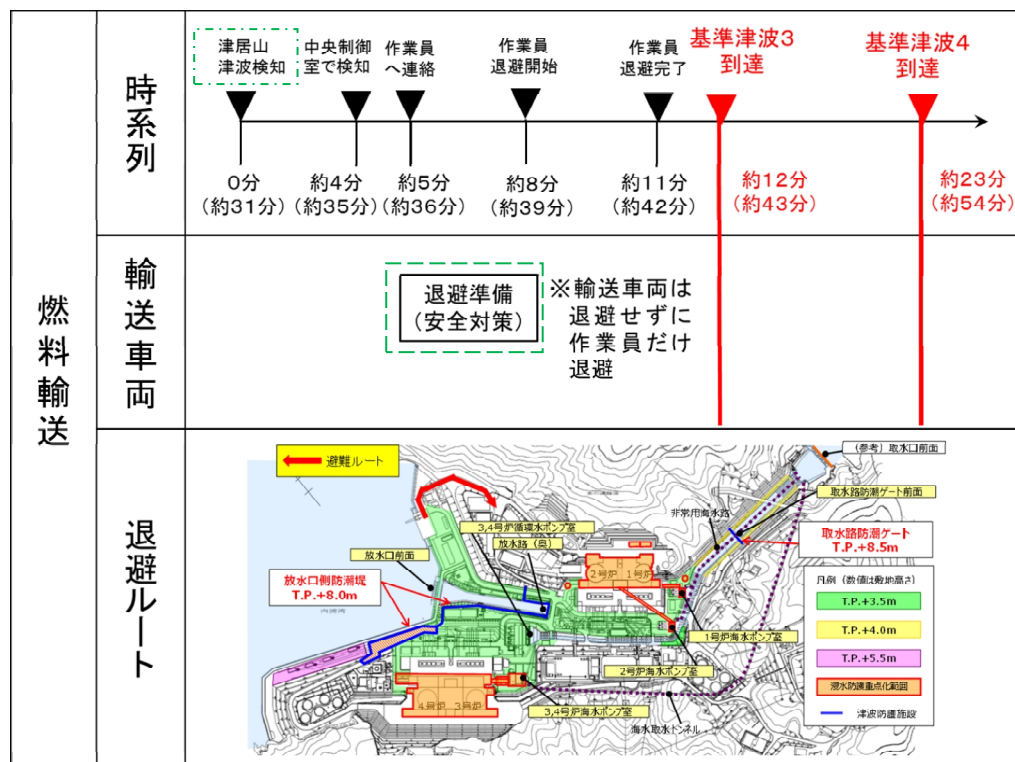 燃料輸送
時系列
津居山
津波検知
中央制御
室で検知
作業員
へ連絡
作業員
退避開始
作業員
退避完了
基準津波3
到達
基準津波4
到達
0分
(約31分)
約4分
(約35分)
約5分
(約36分)
約8分
(約39分)
約11分
(約42分)
約12分
(約43分)
約23分
(約54分)
輸送車両
退避準備
(安全対策)
※輸送車両は
退避せずに
作業員だけ
退避
退避ルート
避難ルート
(参考)取水口前面
取水路防潮ゲート前面
非常用海水路
3,4号炉循環水ポンプ室
放水路(奥)
放水口前面
取水路防潮ゲート
T.P.+8.5m
放水口側防潮堤
T.P.+8.0m
2号炉
1号炉
凡例(数値は敷地高さ)
T.P.+3.5m
T.P.+4.0m
T.P.+5.5m
浸水防護重点化範囲
津波防護施設
1号炉海水ポンプ室
2号炉海水ポンプ室
4号炉
3号炉
3,4号炉海水ポンプ室
海水取水トンネル